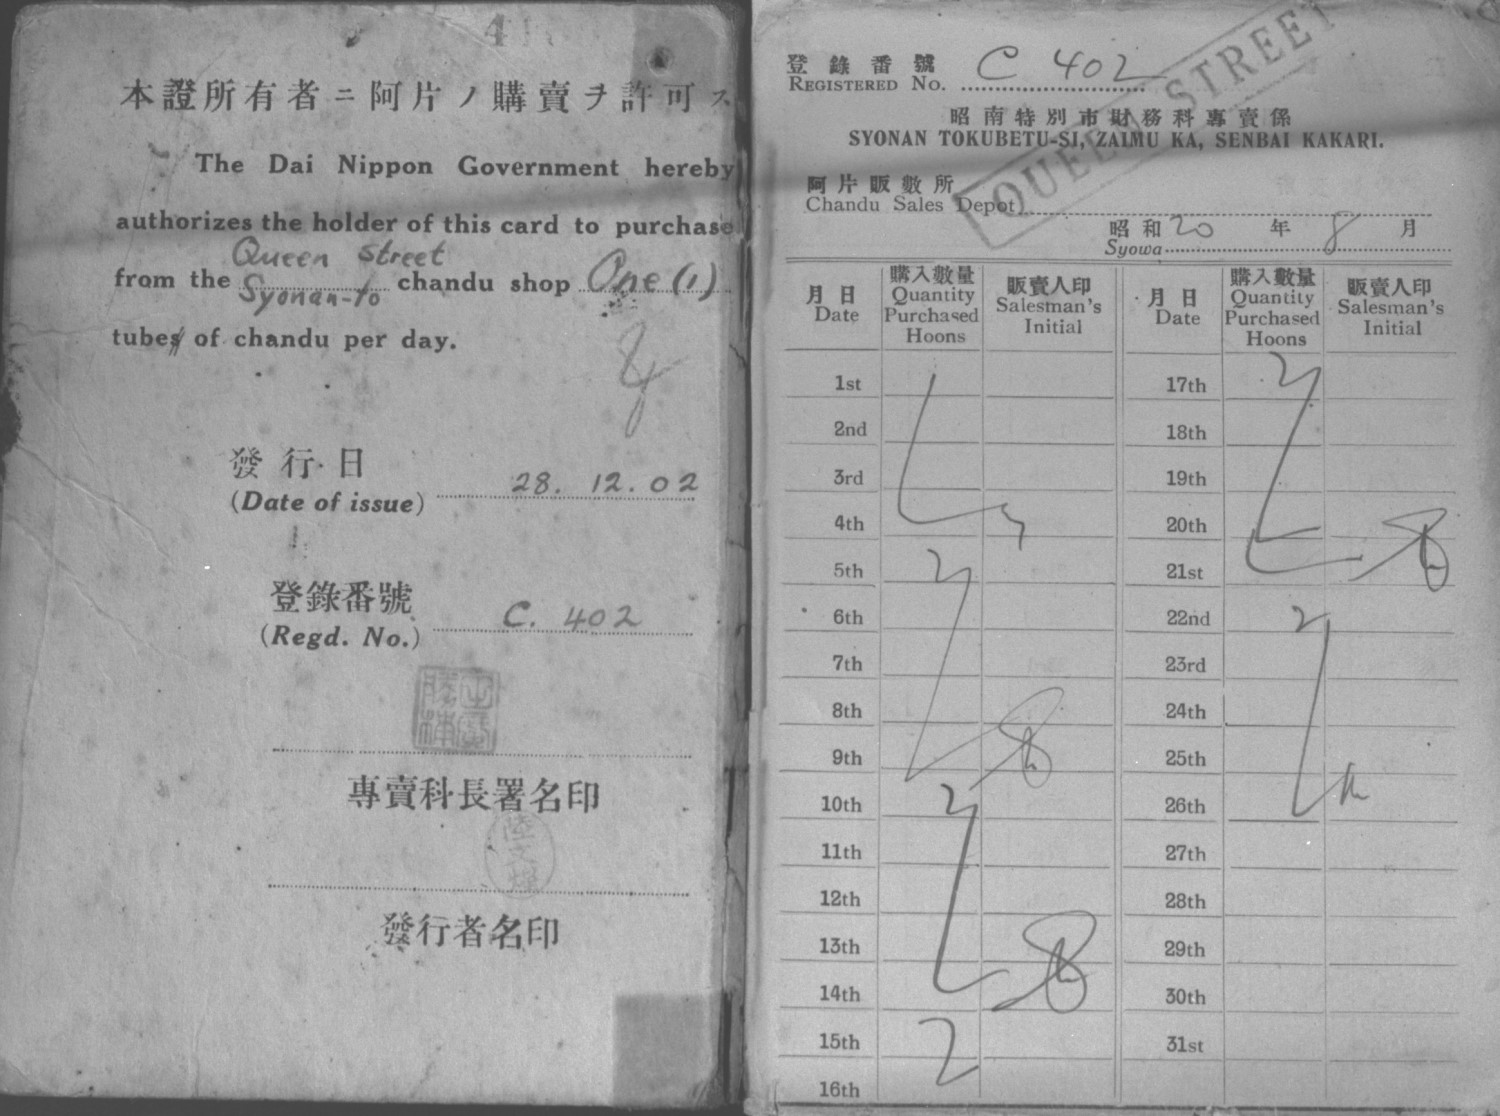 本證所有者ニ阿片ノ購賣ヲ許可ス
The Dai Nippon Government hereby
authorizes the holder of this card to purchase
Queen Street
from the Syonan-to chandu shop One (1)
tubes of chandu per day.
發行日
(Date of issue) 28. 12. 02
登錄番號
(Regd. No.) C. 402
專賣科長署名印
發行者名印
登錄番號
REGISTERED NO. C 402
QUEEN STREET
昭南特別市財務科專賣係
SYONAN TOKUBETU-SI, ZAIMU KA, SENBAI KAKARI.
阿片販數所
Chandu Sales Depot
昭和 20 年 8 月
Syowa
月日 購入數量 販賣人印 月日 購入數量 販賣人印
Date Quantity Purchased Hoons Salesman's Initial Date Quantity Purchased Hoons Salesman's Initial
1st 17th
2nd 18th
3rd 19th
4th 20th
5th 21st
6th 22nd
7th 23rd
8th 24th
9th 25th
10th 26th
11th 27th
12th 28th
13th 29th
14th 30th
15th 31st
16th